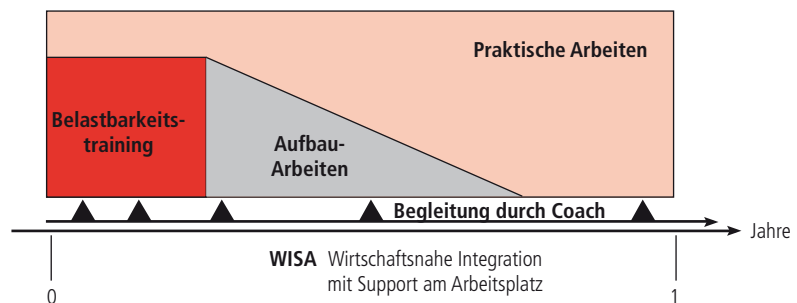 Praktische Arbeiten
Belastbarkeits-
training
Aufbau-
Arbeiten
Begleitung durch Coach
Jahre
WISA Wirtschaftsnahe Integration
mit Support am Arbeitsplatz
0
1